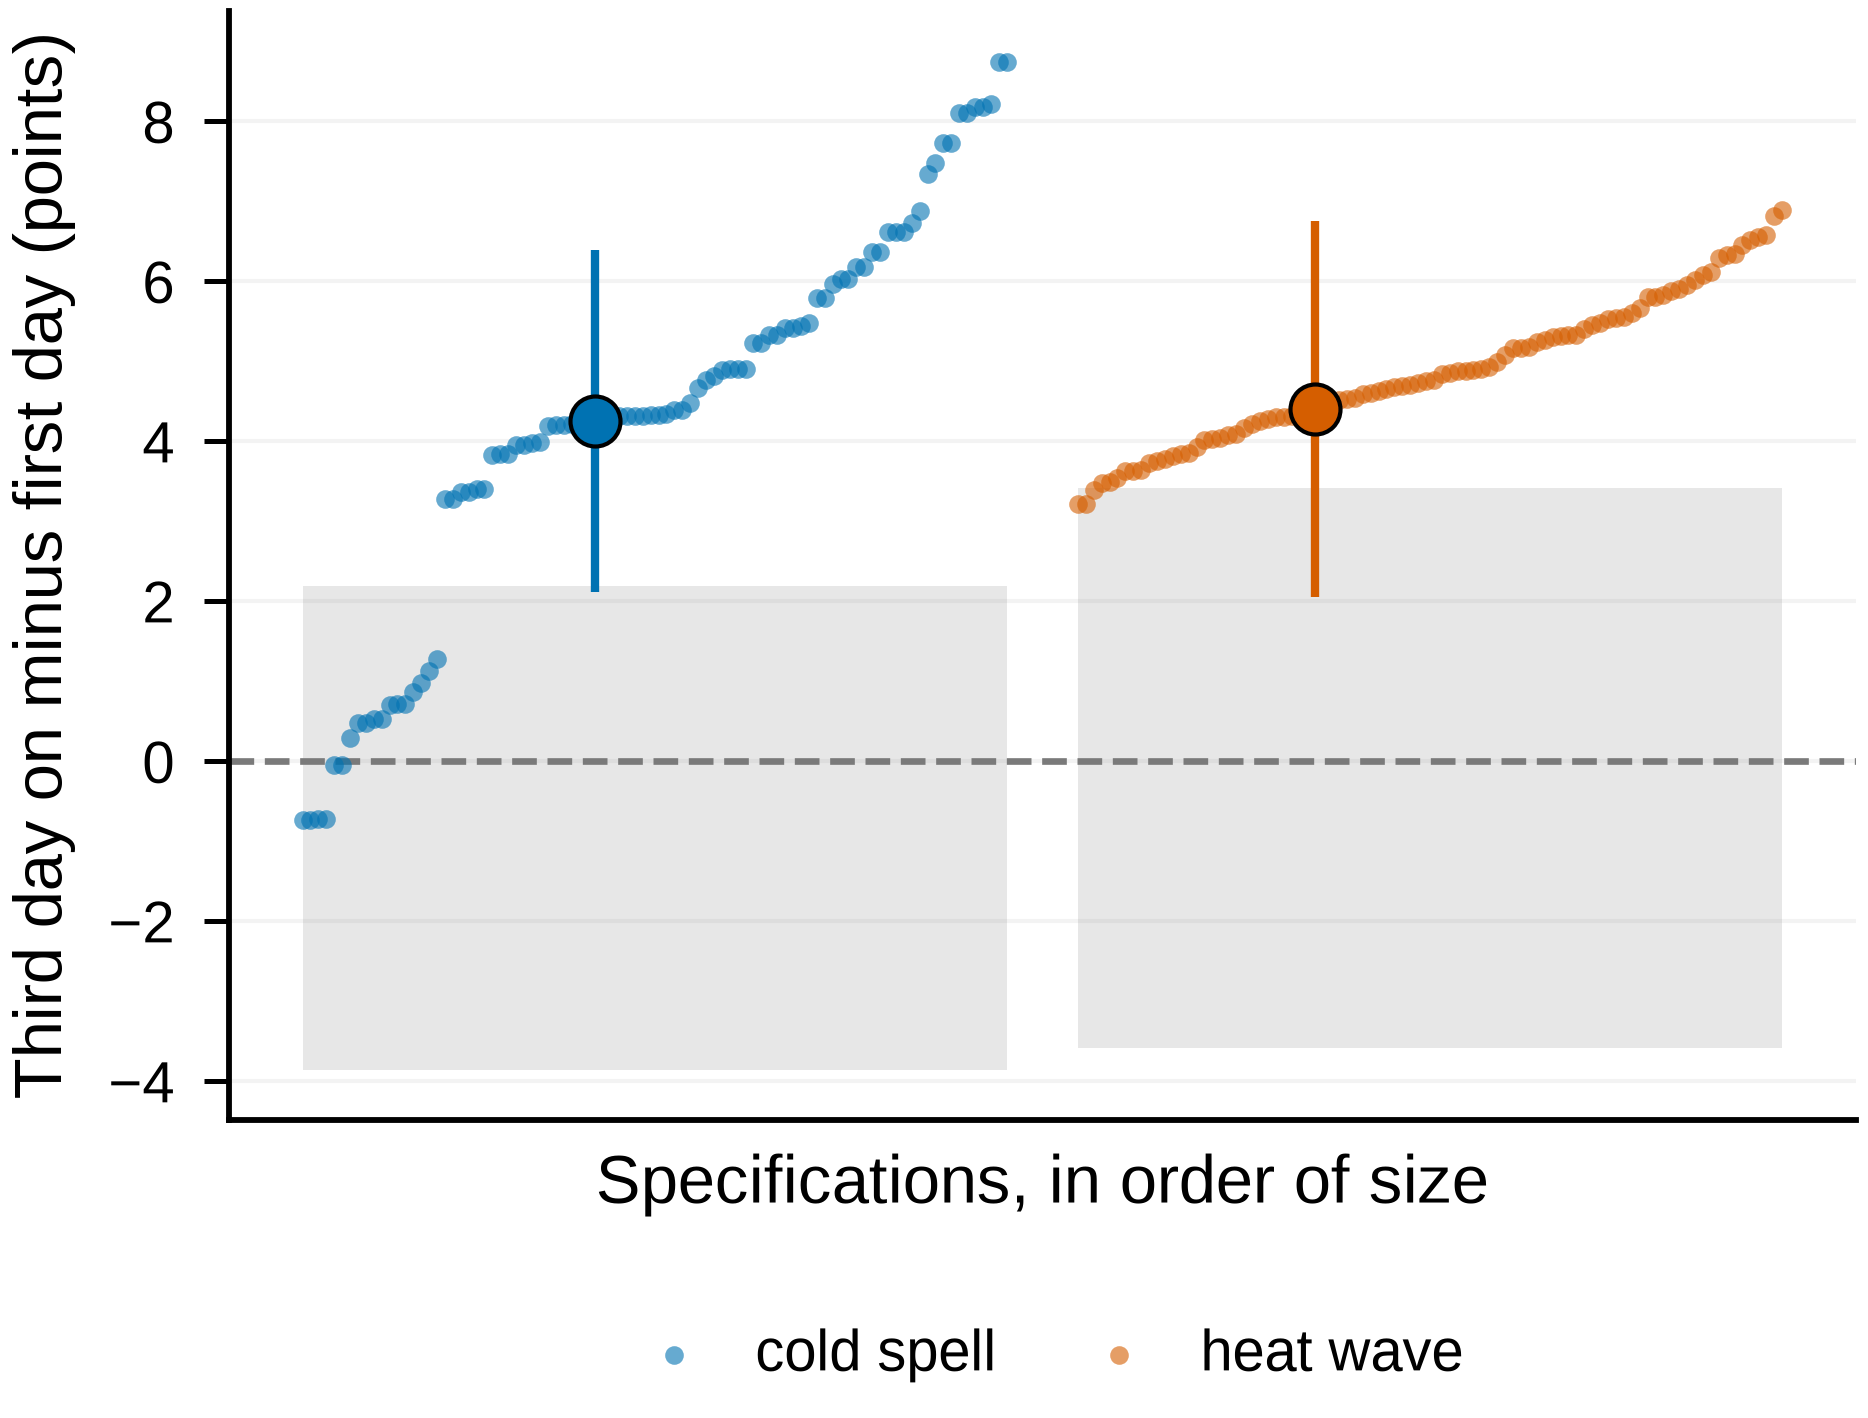 Third day on minus first day (points)
8
6
4
2
0
−2
−4
Specifications, in order of size
cold spell
heat wave